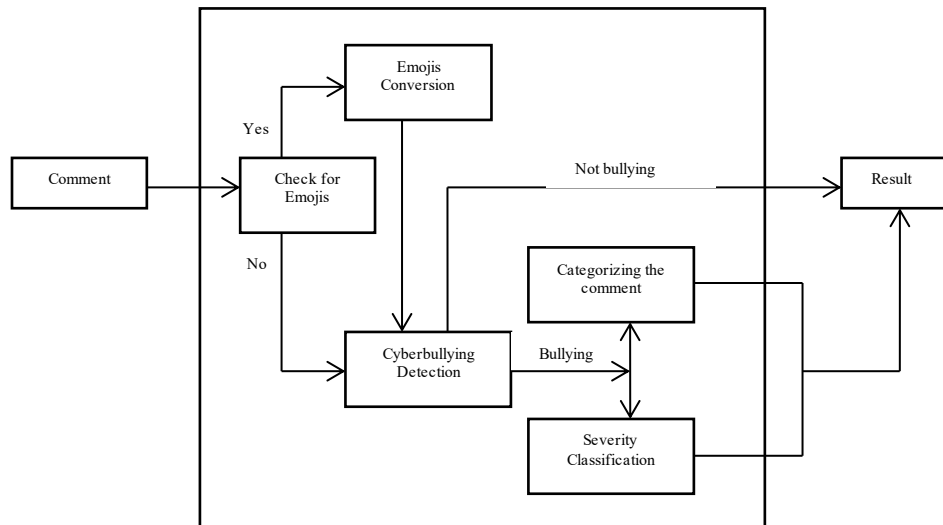 Emojis
Conversion
Yes
Comment
Check for
Emojis
Not bullying
Result
No
Categorizing the
comment
Cyberbullying
Detection
Bullying
Severity
Classification